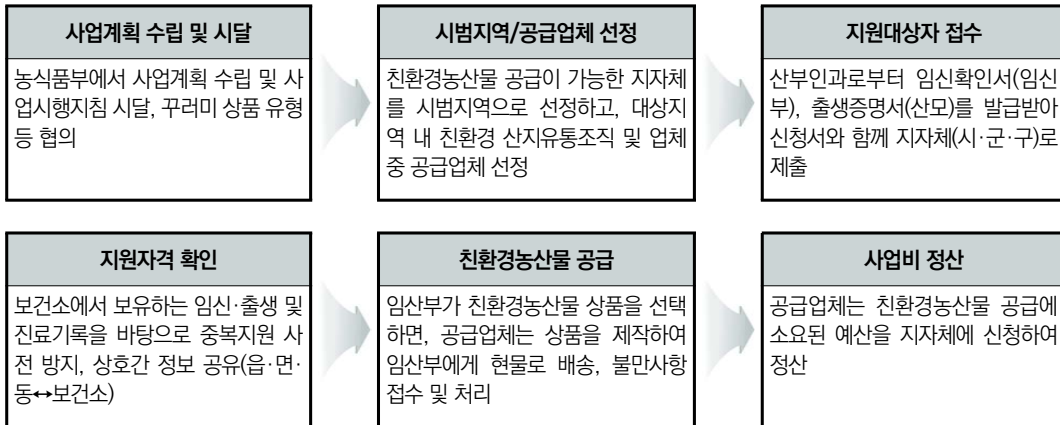 사업계획 수립 및 시달
농식품부에서 사업계획 수립 및 사
업시행지침 시달, 꾸러미 상품 유형
등 협의
시범지역/공급업체 선정
친환경농산물 공급이 가능한 지자체
를 시범지역으로 선정하고, 대상지
역 내 친환경 산지유통조직 및 업체
중 공급업체 선정
지원대상자 접수
산부인과로부터 임신확인서(임신
부), 출생증명서(산모)를 발급받아
신청서와 함께 지자체(시·군·구)로
제출
지원자격 확인
보건소에서 보유하는 임신·출생 및
진료기록을 바탕으로 중복지원 사
전 방지, 상호간 정보 공유(읍·면·
동↔보건소)
친환경농산물 공급
임산부가 친환경농산물 상품을 선택
하면, 공급업체는 상품을 제작하여
임산부에게 현물로 배송, 불만사항
접수 및 처리
사업비 정산
공급업체는 친환경농산물 공급에
소요된 예산을 지자체에 신청하여
정산